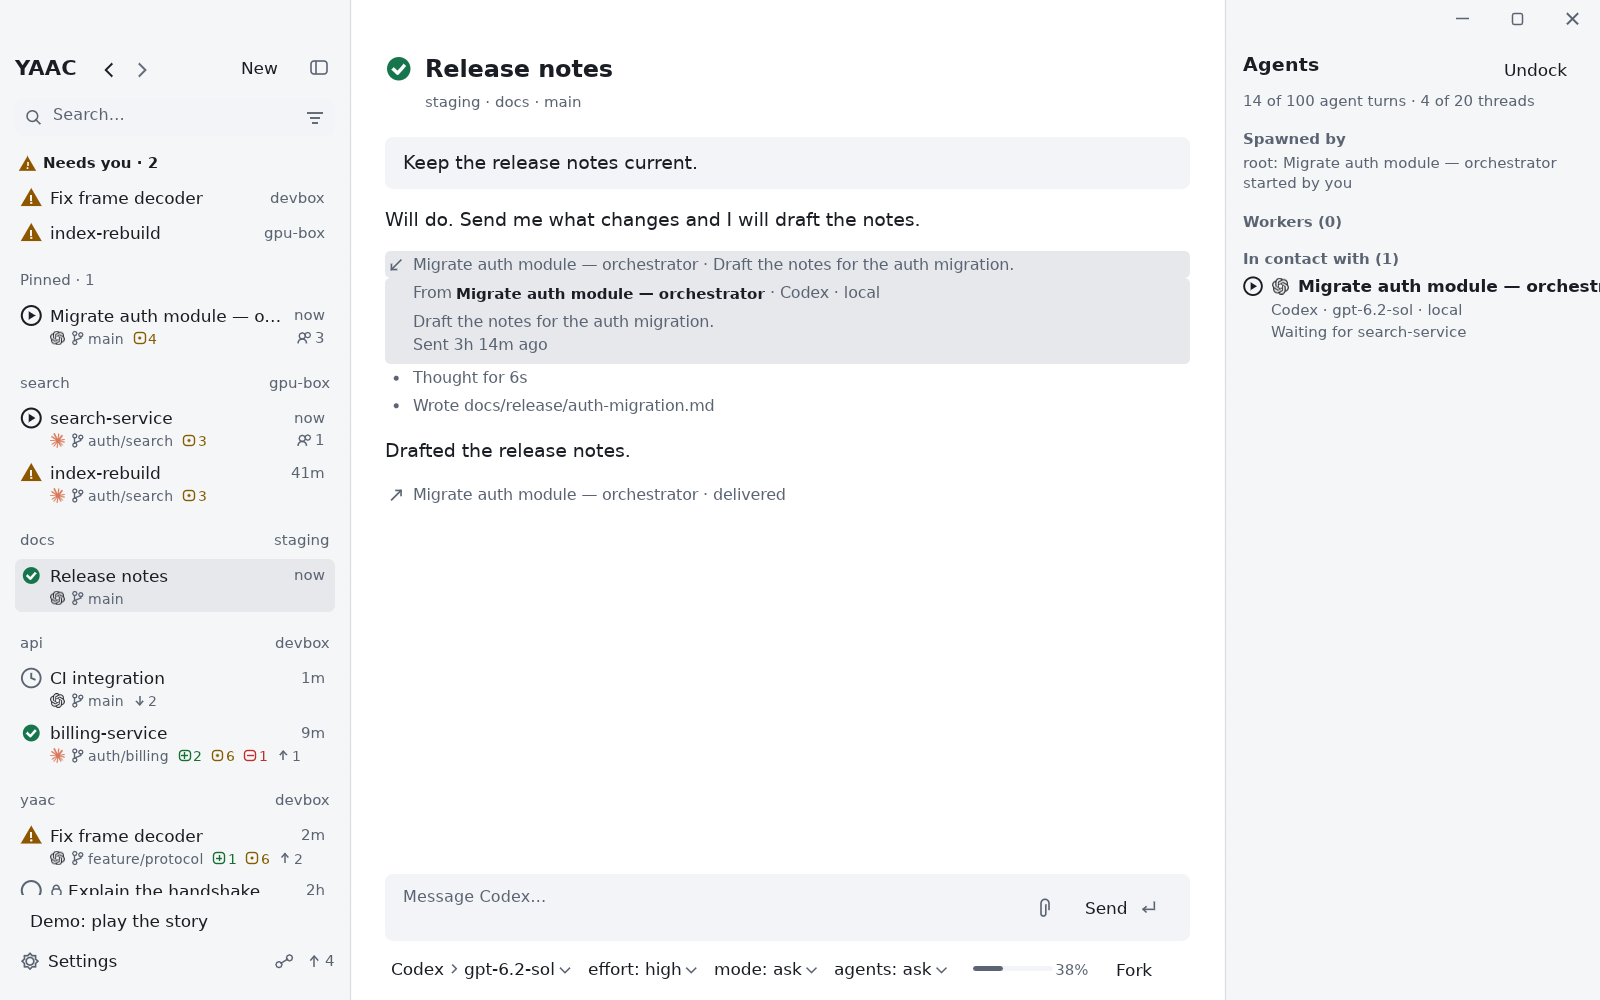 YAAC
New
Search...
Needs you · 2
Fix frame decoder devbox
index-rebuild gpu-box
Pinned · 1
Migrate auth module — o... now
main 4 3
search gpu-box
search-service now
auth/search 3 1
index-rebuild 41m
auth/search 3
docs staging
Release notes now
main
api devbox
CI integration 1m
main 2
billing-service 9m
auth/billing 2 6 1 1
yaac devbox
Fix frame decoder 2m
feature/protocol 1 6 2
Explain the handshake 2h
Demo: play the story
Settings 4
Release notes
staging · docs · main
Keep the release notes current.
Will do. Send me what changes and I will draft the notes.
Migrate auth module — orchestrator · Draft the notes for the auth migration.
From Migrate auth module — orchestrator · Codex · local
Draft the notes for the auth migration.
Sent 3h 14m ago
Thought for 6s
Wrote docs/release/auth-migration.md
Drafted the release notes.
Migrate auth module — orchestrator · delivered
Message Codex...
Send
Codex gpt-6.2-sol effort: high mode: ask agents: ask 38% Fork
Agents
Undock
14 of 100 agent turns · 4 of 20 threads
Spawned by
root: Migrate auth module — orchestrator
started by you
Workers (0)
In contact with (1)
Migrate auth module — orchest
Codex · gpt-6.2-sol · local
Waiting for search-service